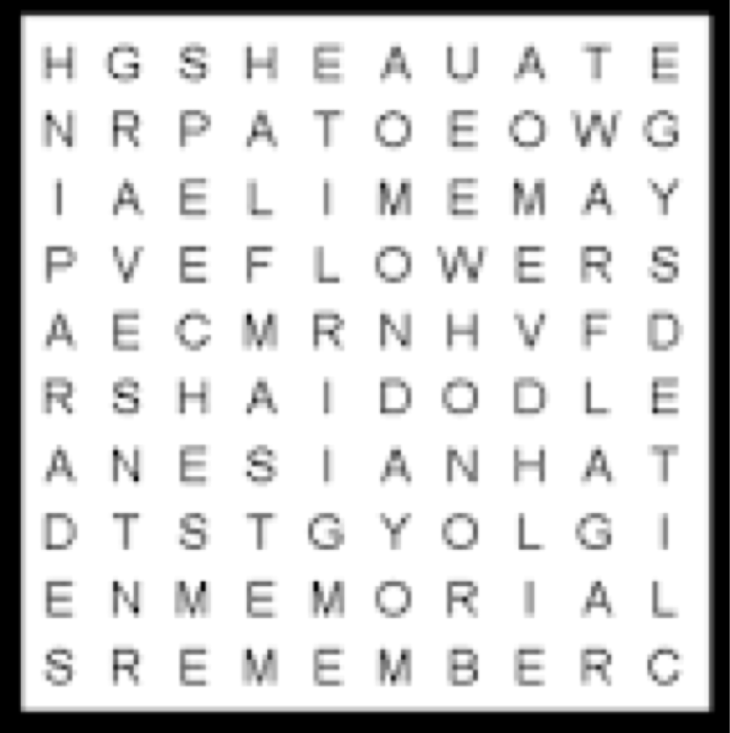 H G S H E A U A T E
N R P A T O E O W G
I A E L I M E M A Y
P V E F L O W E R S
A E C M R N H V F D
R S H A I D O D L E
A N E S I A N H A T
D T S T G Y O L G I
E N M E M O R I A L
S R E M E M B E R C